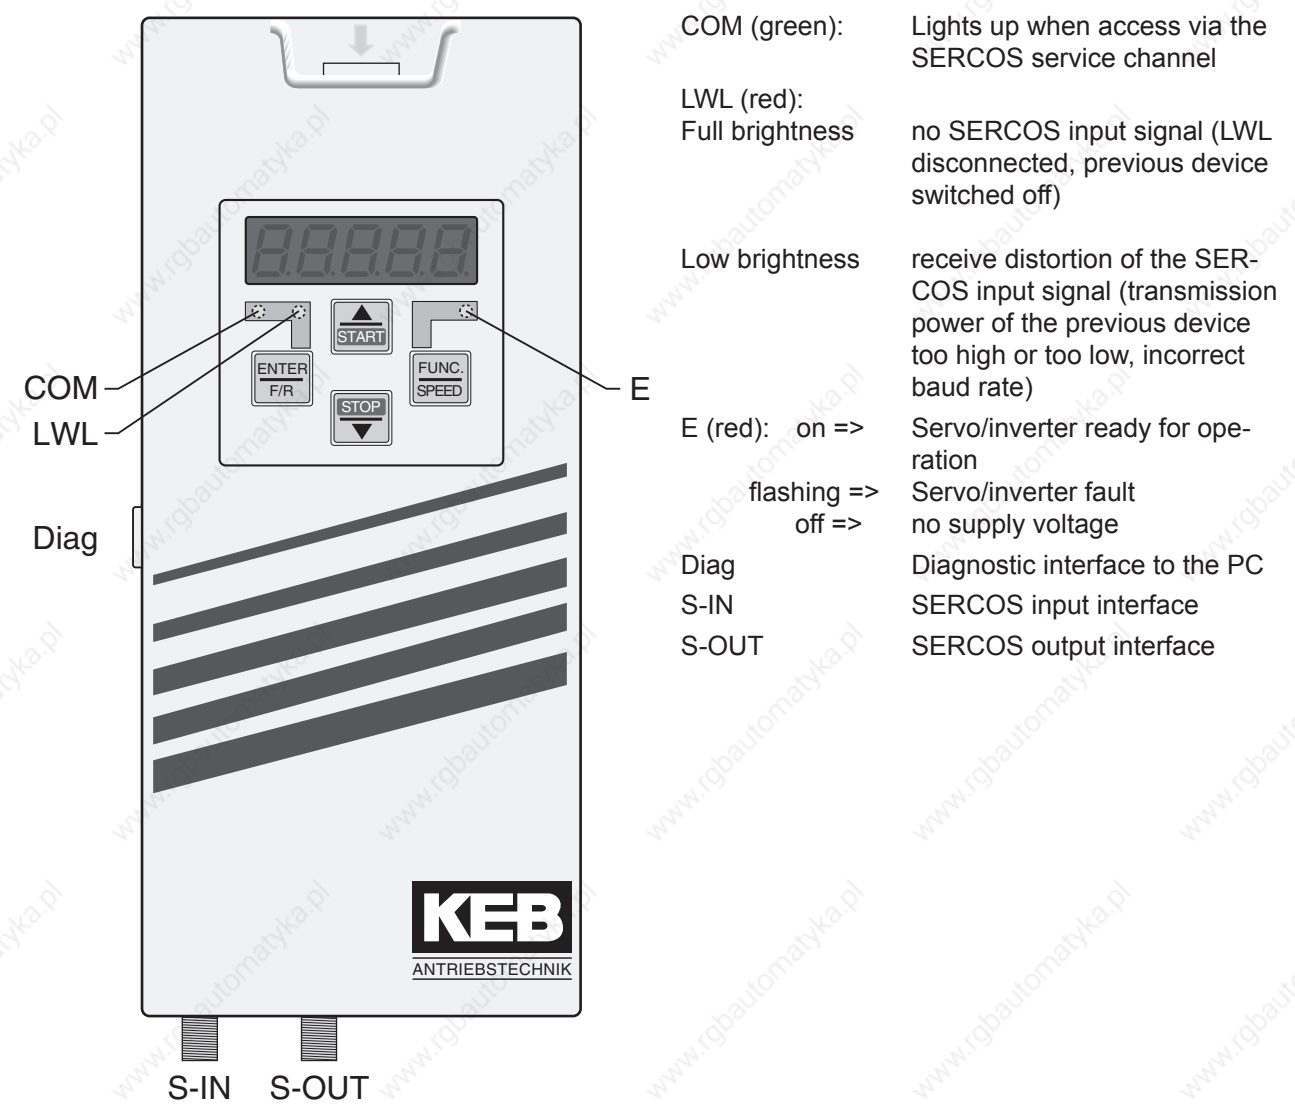 COM (green): Lights up when access via the
SERCOS service channel
LWL (red):
Full brightness no SERCOS input signal (LWL
disconnected, previous device
switched off)
Low brightness receive distortion of the SER-
COS input signal (transmission
power of the previous device
too high or too low, incorrect
baud rate)
E (red): on => Servo/inverter ready for ope-
ration
flashing => Servo/inverter fault
off => no supply voltage
Diag Diagnostic interface to the PC
S-IN SERCOS input interface
S-OUT SERCOS output interface
START
ENTER
F/R
FUNC.
SPEED
STOP
COM
LWL
E
Diag
KEB
ANTRIEBSTECHNIK
S-IN S-OUT
www.rgbautomatyka.pl